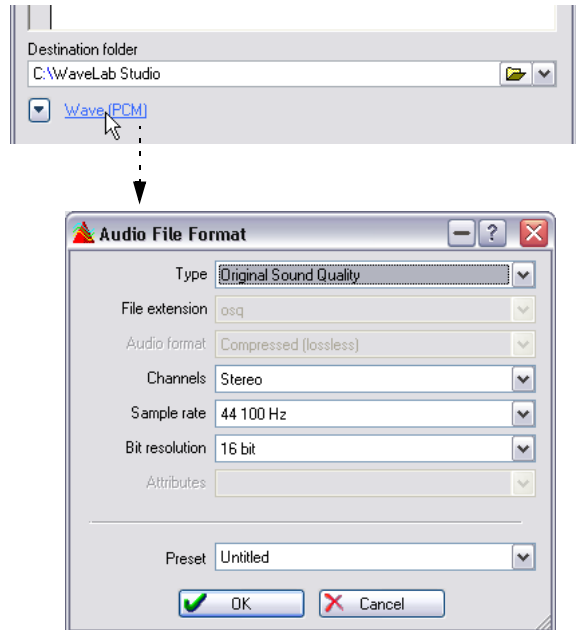 Destination folder
C:\WaveLab Studio
Wave (PCM)
Audio File Format
Type Original Sound Quality
File extension osq
Audio format Compressed (lossless)
Channels Stereo
Sample rate 44 100 Hz
Bit resolution 16 bit
Attributes
Preset Untitled
OK Cancel